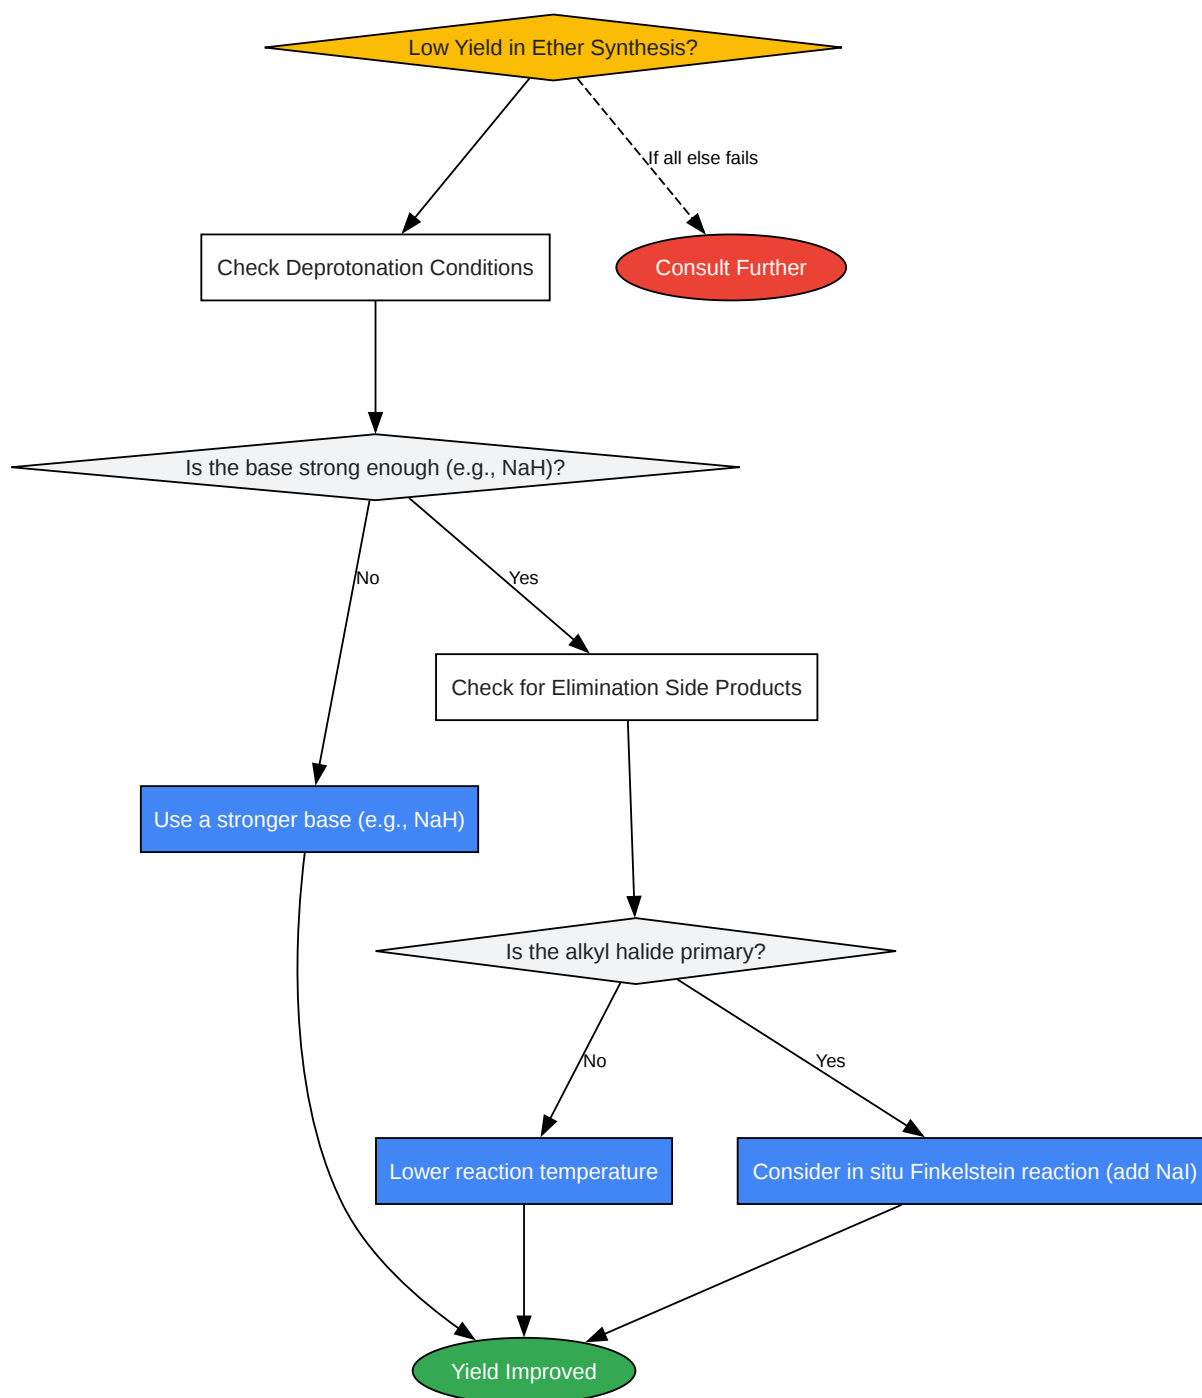 Low Yield in Ether Synthesis?
If all else fails
Check Deprotonation Conditions
Consult Further
Is the base strong enough (e.g., NaH)?
No
Yes
Check for Elimination Side Products
Use a stronger base (e.g., NaH)
Is the alkyl halide primary?
No
Yes
Lower reaction temperature
Consider in situ Finkelstein reaction (add NaI)
Yield Improved